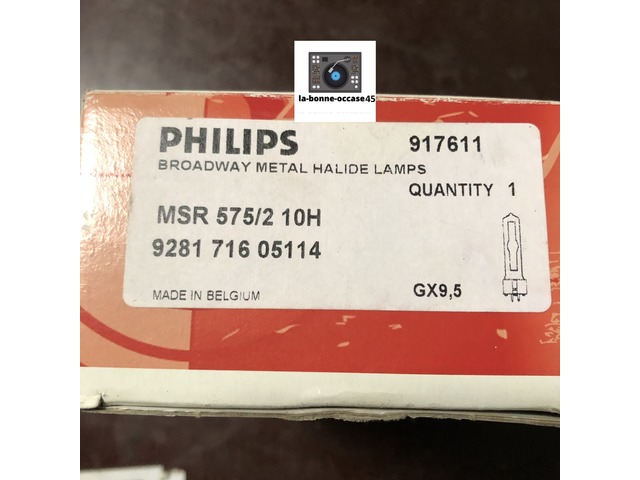 la-bonne-occase45
PHILIPS 917611
BROADWAY METAL HALIDE LAMPS
QUANTITY 1
MSR 575/2 10H
9281 716 05114
MADE IN BELGIUM GX9,5